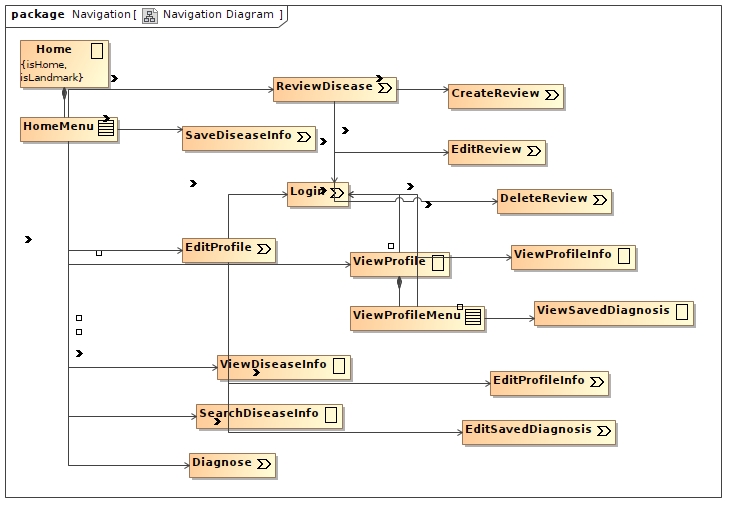 package Navigation [ Navigation Diagram ]
Home
{isHome,
isLandmark}
ReviewDisease
CreateReview
HomeMenu
SaveDiseaseInfo
EditReview
Login
DeleteReview
EditProfile
ViewProfile
ViewProfileInfo
ViewProfileMenu
ViewSavedDiagnosis
ViewDiseaseInfo
EditProfileInfo
SearchDiseaseInfo
EditSavedDiagnosis
Diagnose